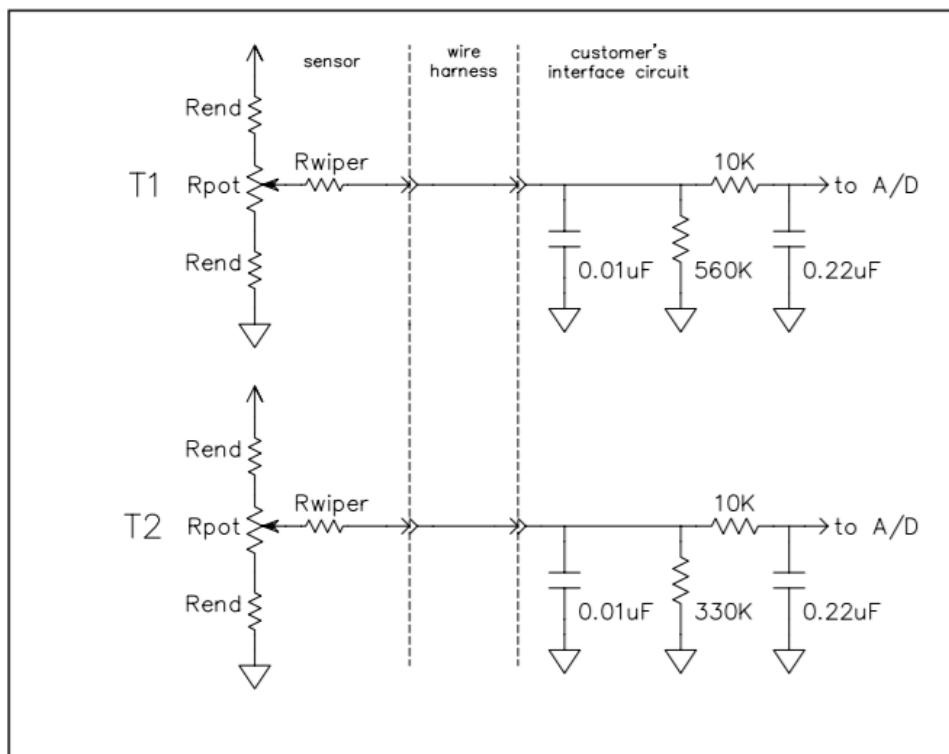 sensor
wire
harness
customer's
interface circuit
Rend
Rwiper
10K
T1
Rpot
to A/D
Rend
0.01uF
560K
0.22uF
Rend
Rwiper
10K
T2
Rpot
to A/D
Rend
0.01uF
330K
0.22uF